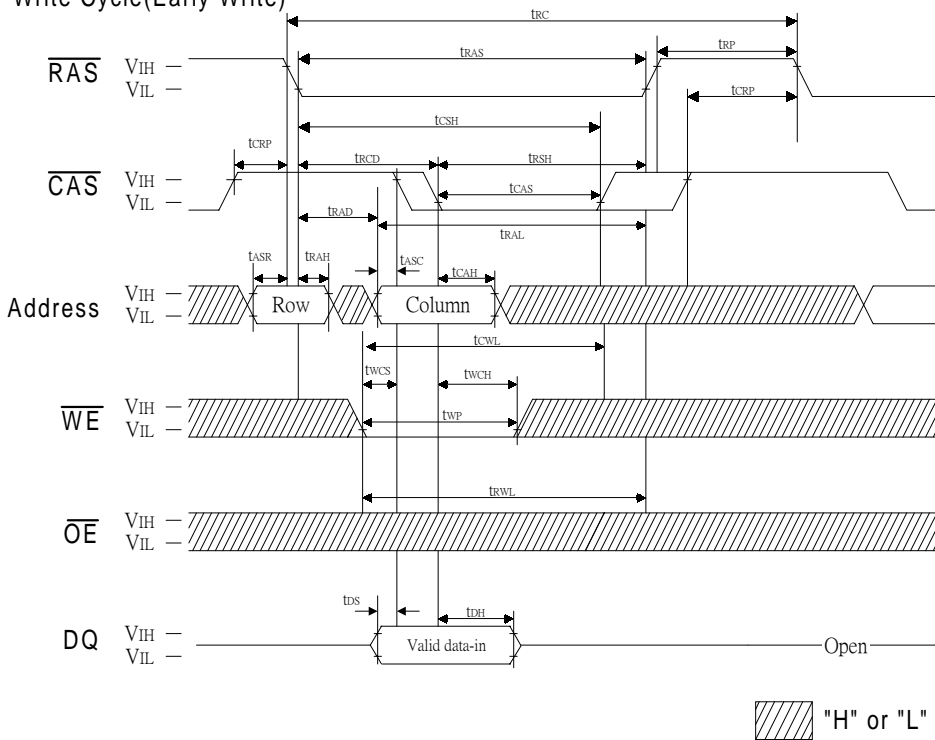 Write Cycle(Early Write)
tRC
tRAS
tRP
RAS
VIH
VIL
tCRP
tCSH
tCRP
tRCD
tRSH
CAS
VIH
VIL
tCAS
tRAD
tRAL
tASR
tRAH
tASC
tCAH
Address
VIH
VIL
Row
Column
tCWL
tWCS
tWCH
WE
VIH
VIL
tWP
tRWL
OE
VIH
VIL
tDS
tDH
DQ
VIH
VIL
Valid data-in
Open
"H" or "L"